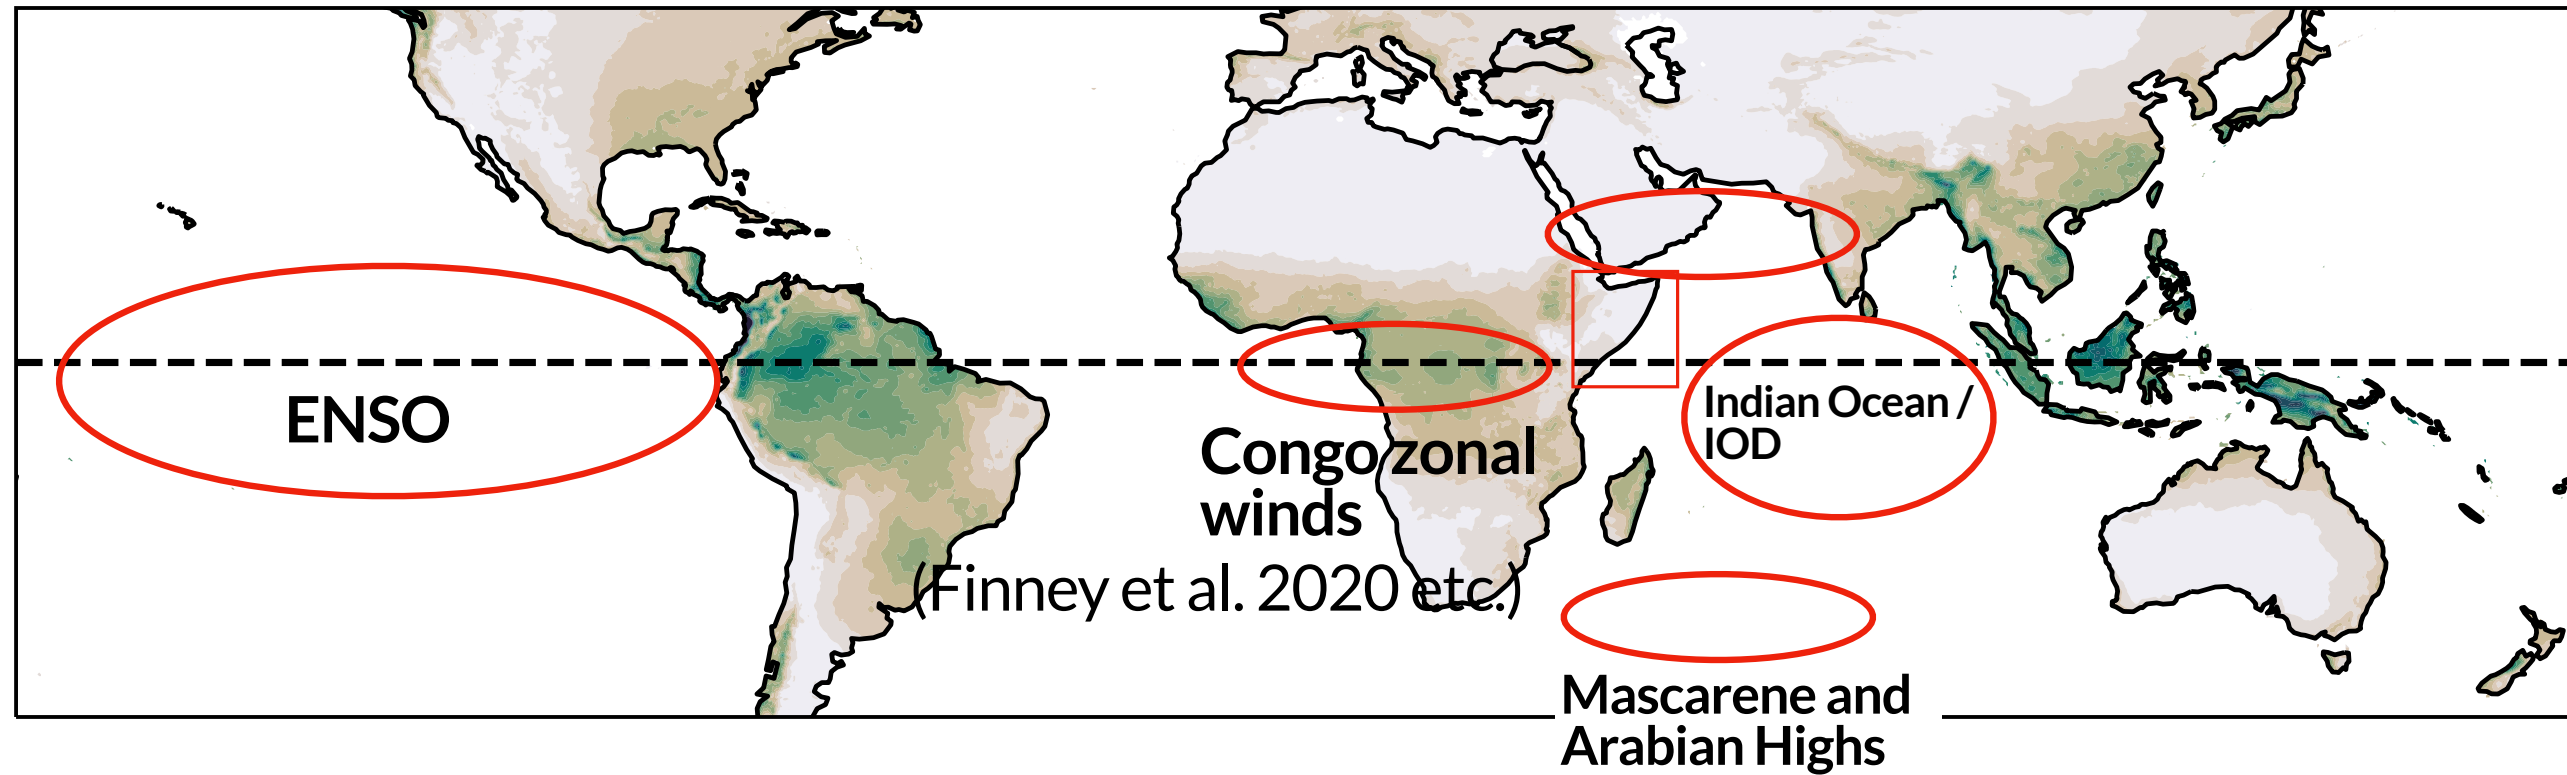 ENSO
Congo zonal
winds
(Finney et al. 2020 etc.)
Indian Ocean /
IOD
Mascarene and
Arabian Highs